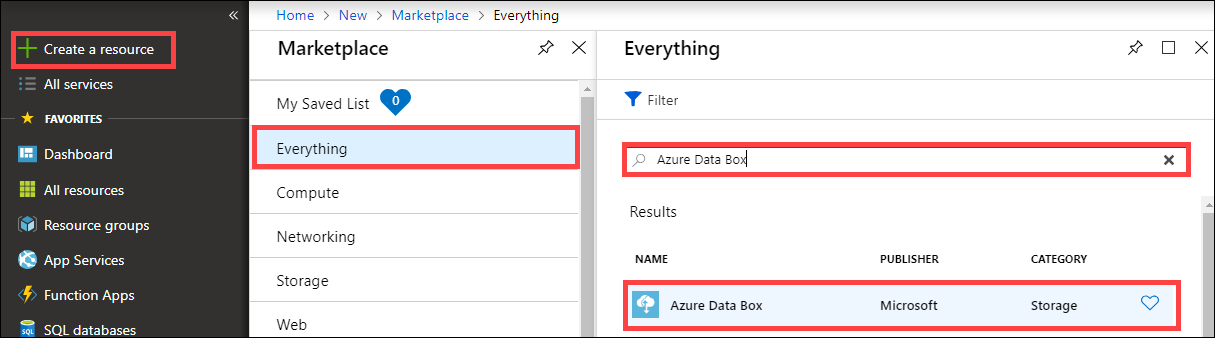 «
Create a resource
All services
FAVORITES
Dashboard
All resources
Resource groups
App Services
Function Apps
SQL databases
Home > New > Marketplace > Everything
Marketplace
My Saved List 0
Everything
Compute
Networking
Storage
Web
Everything
Filter
Azure Data Box
Results
NAME PUBLISHER CATEGORY
Azure Data Box Microsoft Storage